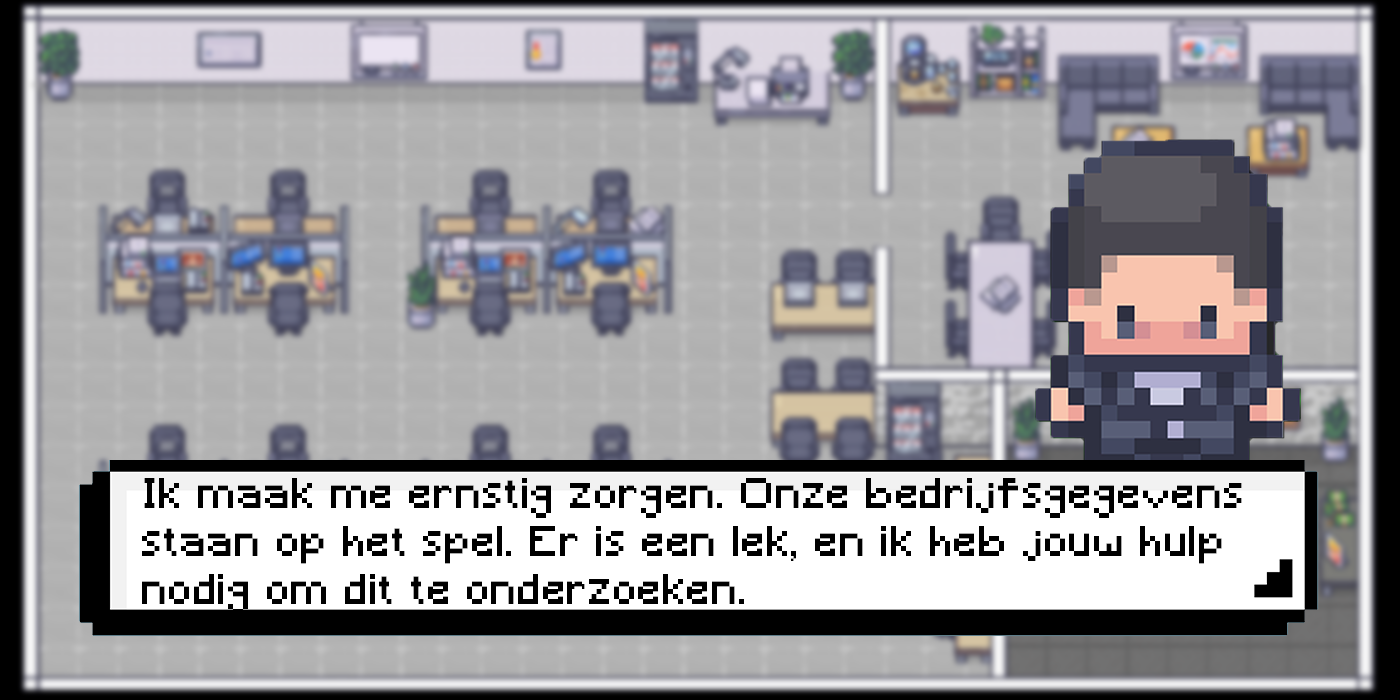 Ik maak me ernstig zorgen. Onze bedrijfsgegevens
staan op het spel. Er is een lek, en ik heb jouw hulp
nodig om dit te onderzoeken.